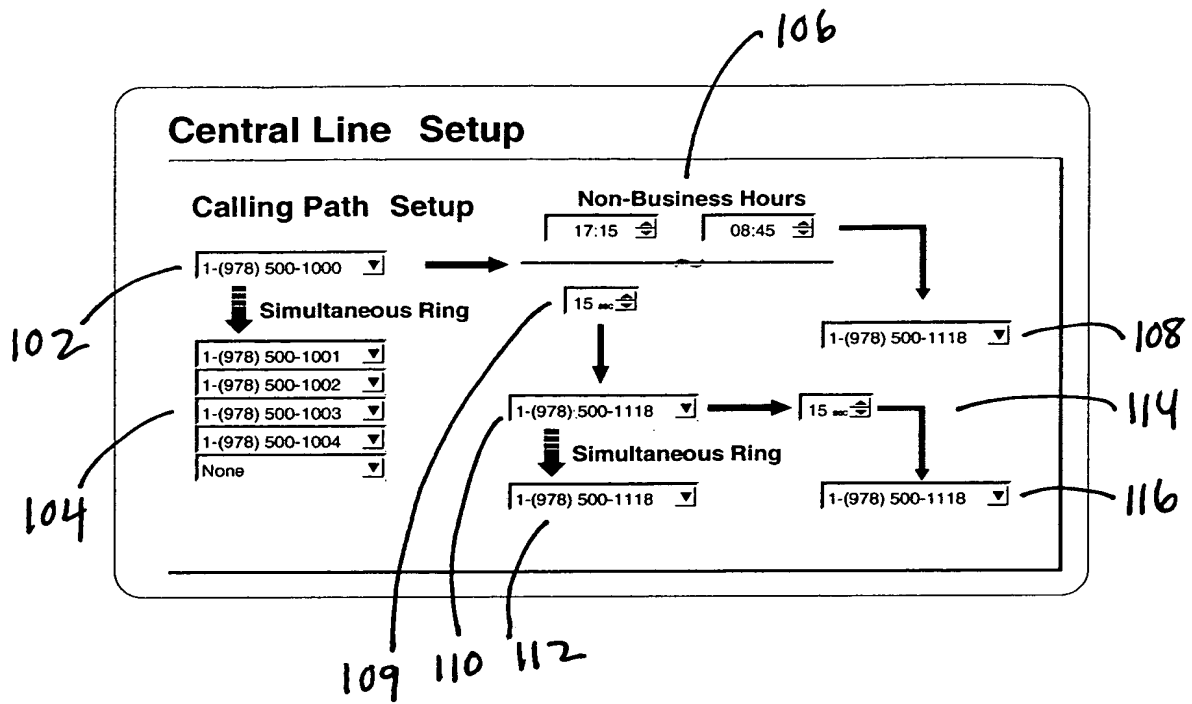 106
Central Line Setup
Calling Path Setup
Non-Business Hours
17:15
08:45
1-(978) 500-1000
Simultaneous Ring
15 sec
102
1-(978) 500-1118
108
1-(978) 500-1001
1-(978) 500-1002
1-(978) 500-1003
1-(978) 500-1004
None
104
1-(978) 500-1118
15 sec
114
Simultaneous Ring
1-(978) 500-1118
1-(978) 500-1118
116
109
110
112